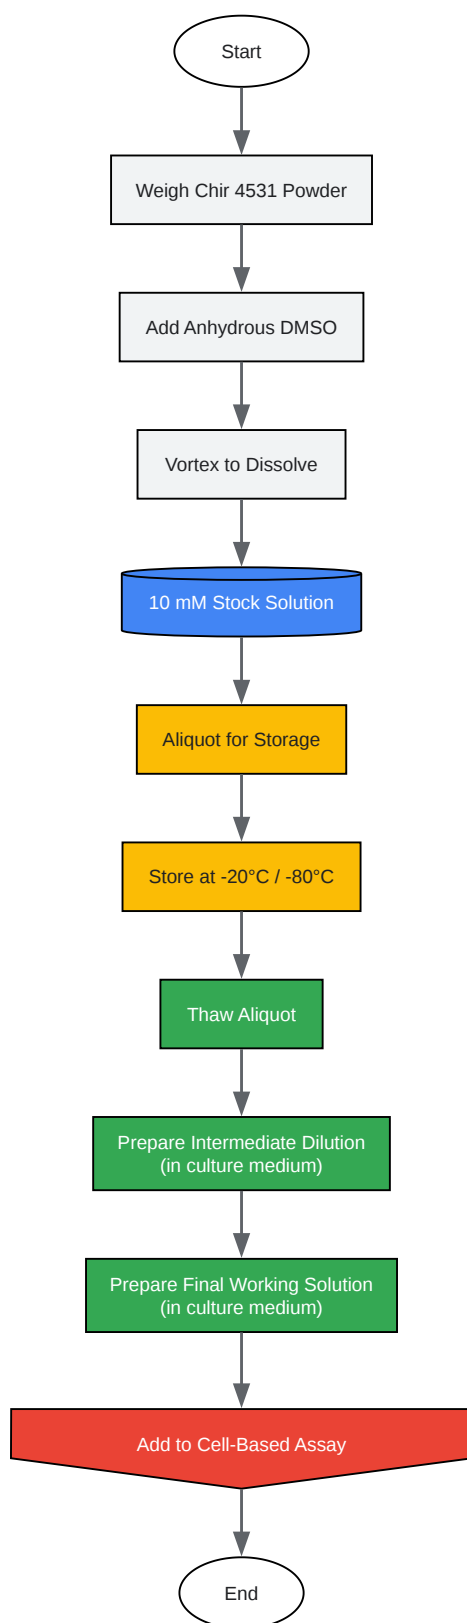 Start
Weigh Chir 4531 Powder
Add Anhydrous DMSO
Vortex to Dissolve
10 mM Stock Solution
Aliquot for Storage
Store at -20°C / -80°C
Thaw Aliquot
Prepare Intermediate Dilution
(in culture medium)
Prepare Final Working Solution
(in culture medium)
Add to Cell-Based Assay
End